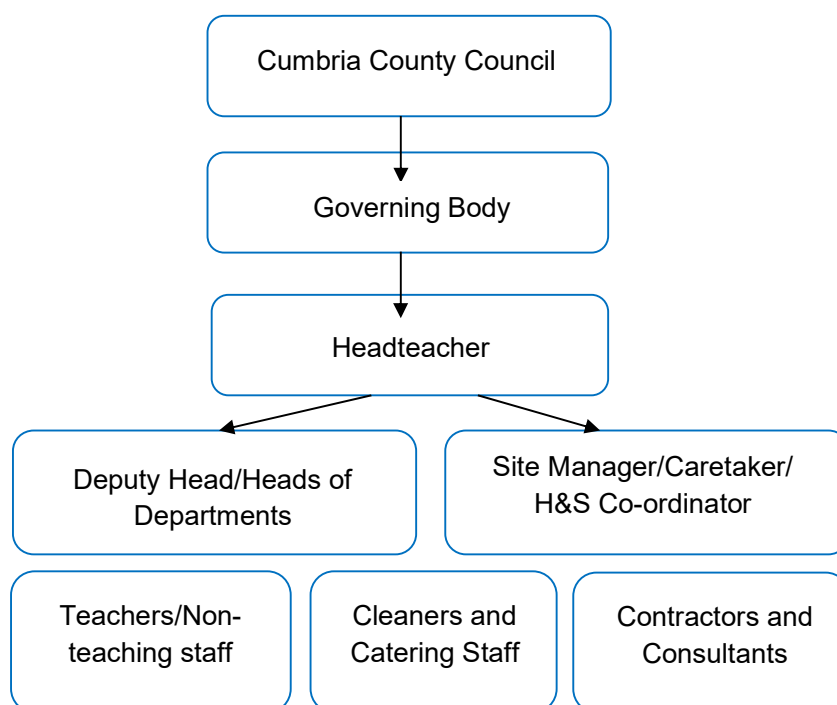 Cumbria County Council
Governing Body
Headteacher
Deputy Head/Heads of
Departments
Site Manager/Caretaker/
H&S Co-ordinator
Teachers/Non-
teaching staff
Cleaners and
Catering Staff
Contractors and
Consultants